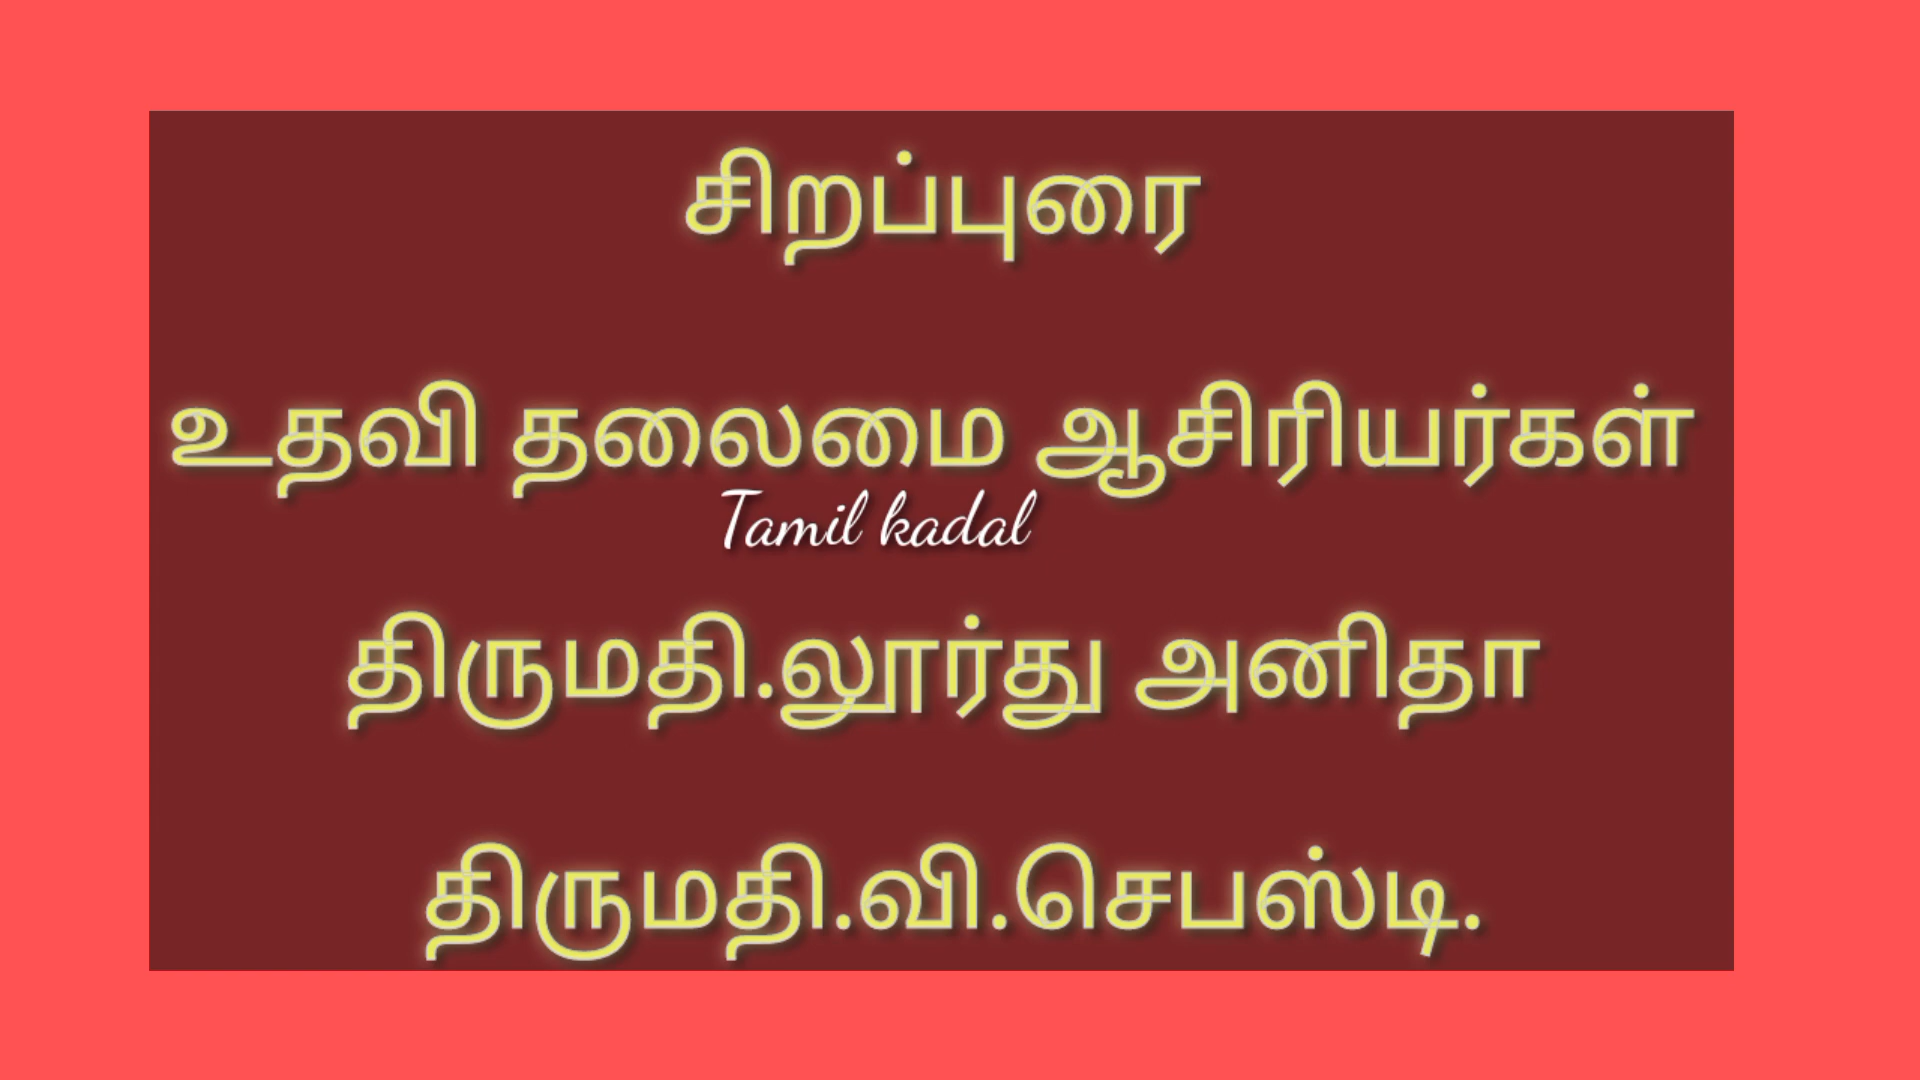 சிறப்புரை
உதவி தலைமை ஆசிரியர்கள்
Tamil kadal
திருமதி.லூர்து அனிதா
திருமதி.வி.செபஸ்டி.